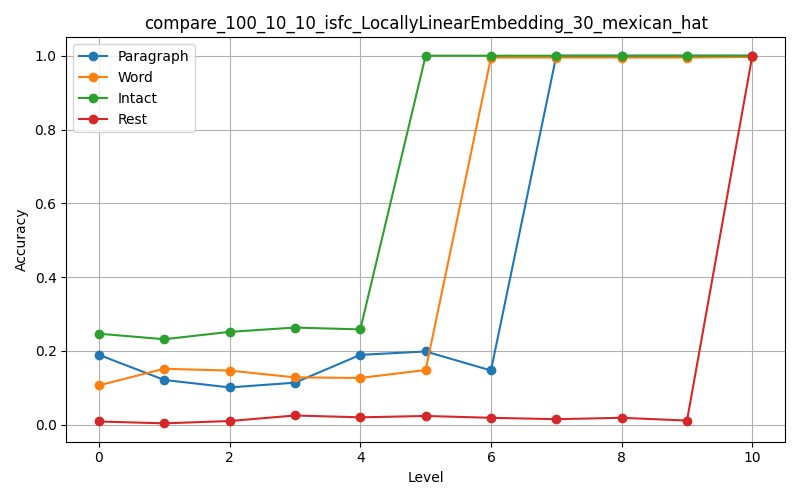 compare_100_10_10_isfc_LocallyLinearEmbedding_30_mexican_hat
Paragraph
Word
Intact
Rest
1.0
0.8
0.6
0.4
0.2
0.0
Accuracy
0 2 4 6 8 10
Level